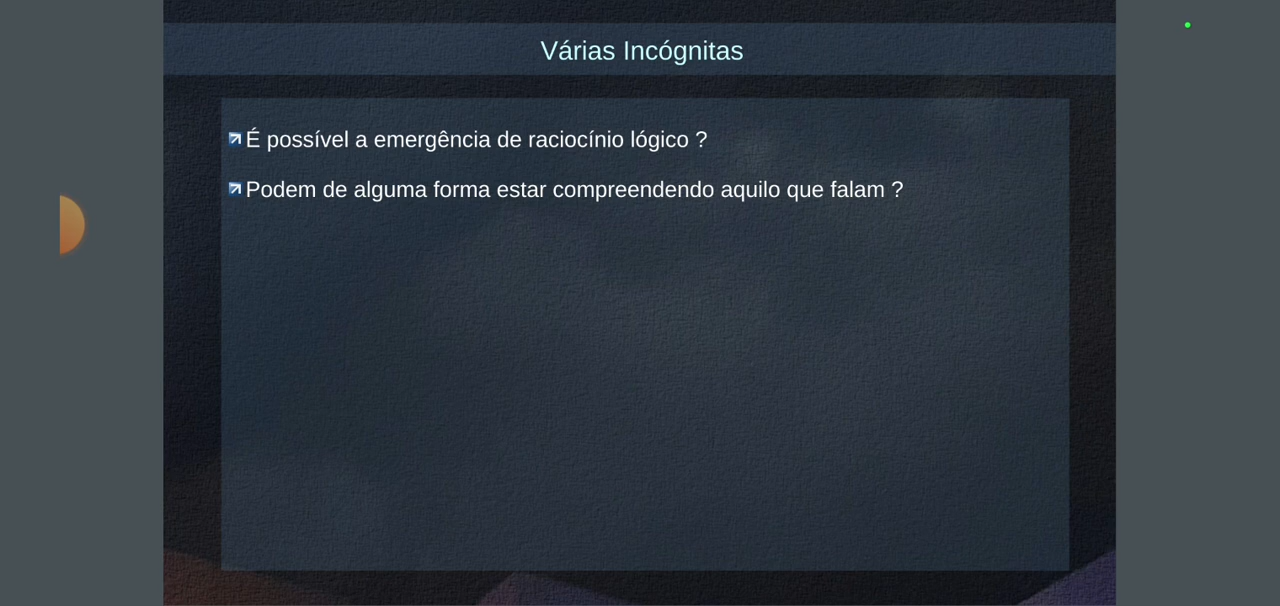 Várias Incógnitas
É possível a emergência de raciocínio lógico ?
Podem de alguma forma estar compreendendo aquilo que falam ?